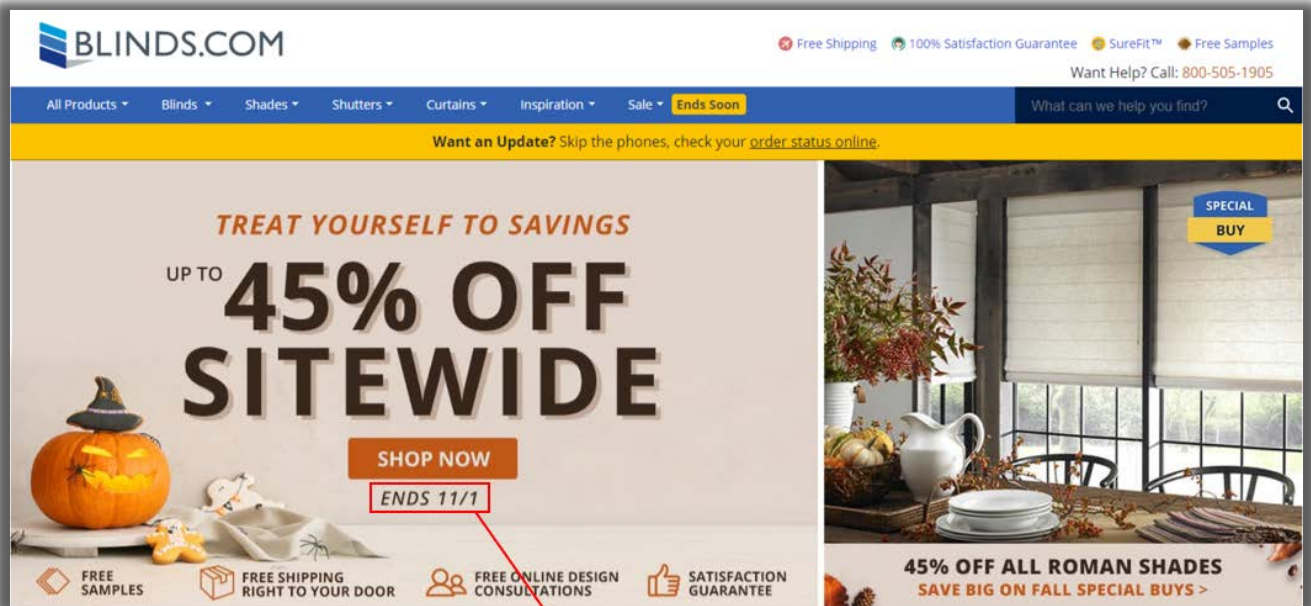 BLINDS.COM
Free Shipping 100% Satisfaction Guarantee SureFit™ Free Samples
Want Help? Call: 800-505-1905
All Products Blinds Shades Shutters Curtains Inspiration Sale Ends Soon What can we help you find?
Want an Update? Skip the phones, check your order status online.
TREAT YOURSELF TO SAVINGS
UP TO 45% OFF
SITEWIDE
SHOP NOW
ENDS 11/1
FREE SAMPLES
FREE SHIPPING RIGHT TO YOUR DOOR
FREE ONLINE DESIGN CONSULTATIONS
SATISFACTION GUARANTEE
SPECIAL
BUY
45% OFF ALL ROMAN SHADES
SAVE BIG ON FALL SPECIAL BUYS >